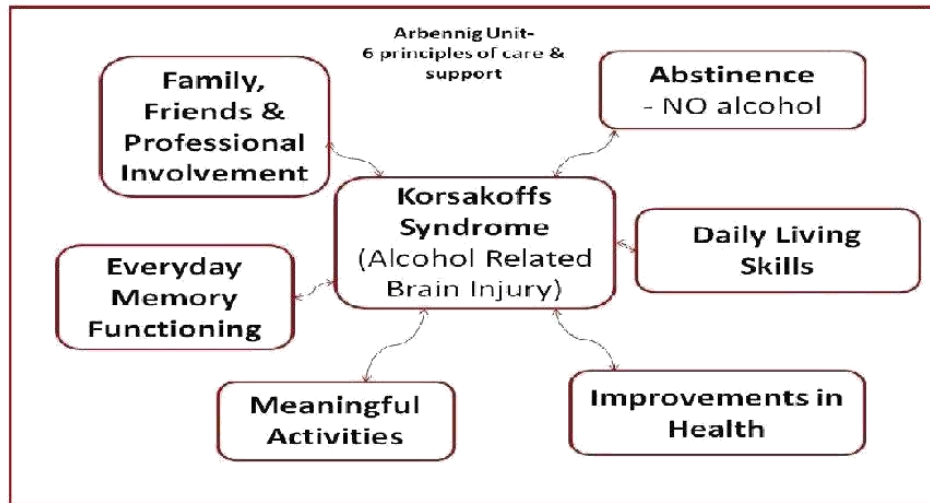 Arbennig Unit-
6 principles of care &
support
Family,
Friends &
Professional
Involvement
Abstinence
- NO alcohol
Korsakoffs
Syndrome
(Alcohol Related
Brain Injury)
Daily Living
Skills
Everyday
Memory
Functioning
Meaningful
Activities
Improvements in
Health